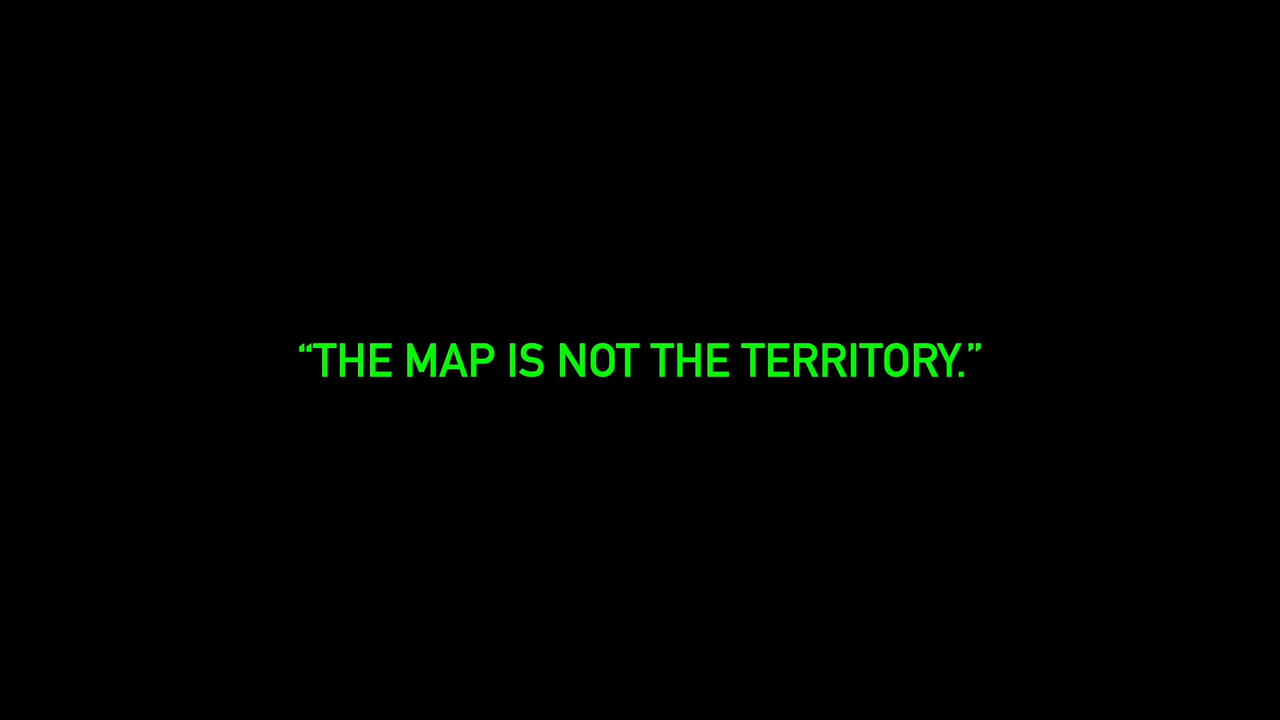 “THE MAP IS NOT THE TERRITORY.”